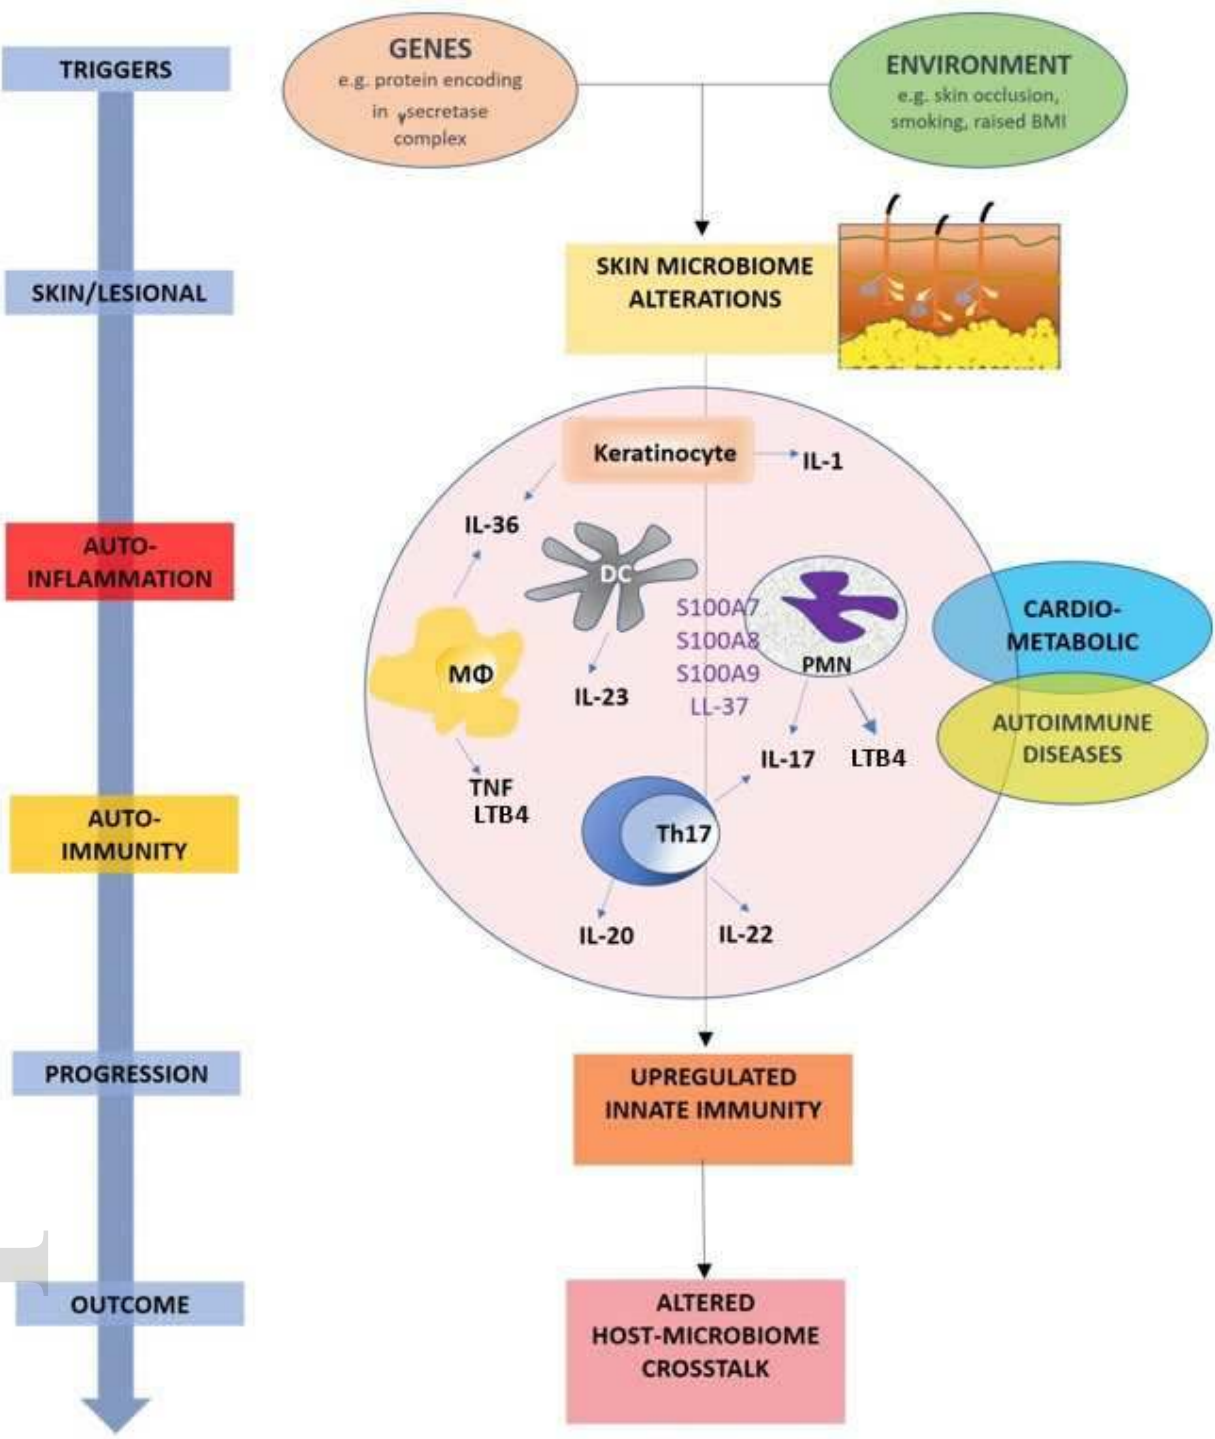 TRIGGERS
SKIN/LESIONAL
AUTO-
INFLAMMATION
AUTO-
IMMUNITY
PROGRESSION
OUTCOME
GENES
e.g. protein encoding
in γsecretase
complex
ENVIRONMENT
e.g. skin occlusion,
smoking, raised BMI
SKIN MICROBIOME
ALTERATIONS
Keratinocyte
IL-1
IL-36
DC
IL-23
MΦ
TNF
LTB4
S100A7
S100A8
S100A9
LL-37
PMN
IL-17
LTB4
Th17
IL-20
IL-22
CARDIO-
METABOLIC
AUTOIMMUNE
DISEASES
UPREGULATED
INNATE IMMUNITY
ALTERED
HOST-MICROBIOME
CROSSTALK